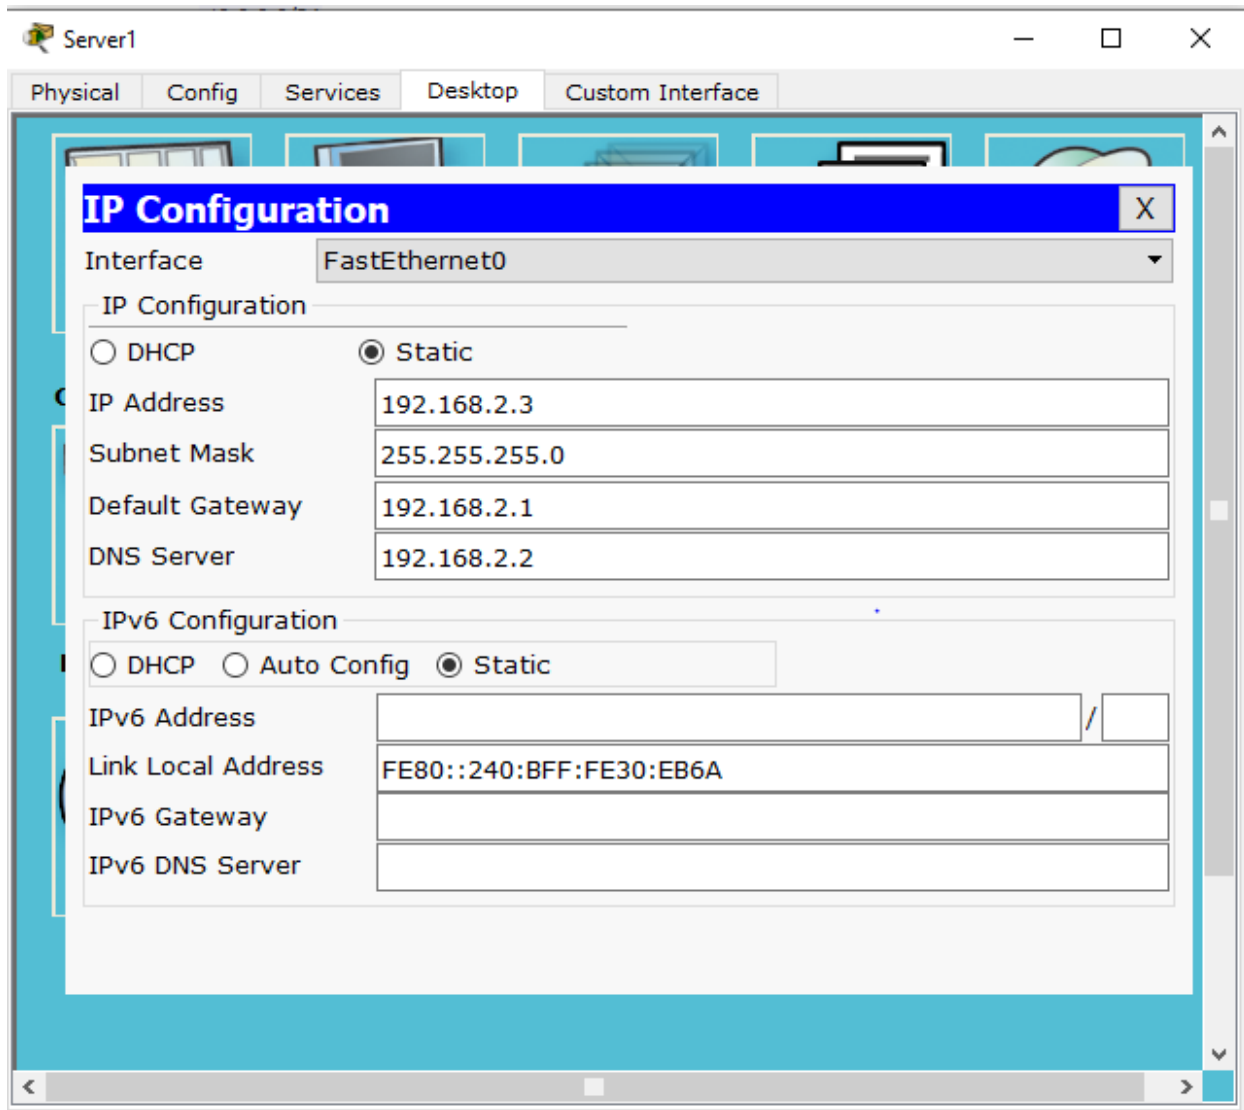 Server1
Physical Config Services Desktop Custom Interface
IP Configuration X
Interface FastEthernet0
IP Configuration
DHCP Static
IP Address 192.168.2.3
Subnet Mask 255.255.255.0
Default Gateway 192.168.2.1
DNS Server 192.168.2.2
IPv6 Configuration
DHCP Auto Config Static
IPv6 Address /
Link Local Address FE80::240:BFF:FE30:EB6A
IPv6 Gateway
IPv6 DNS Server